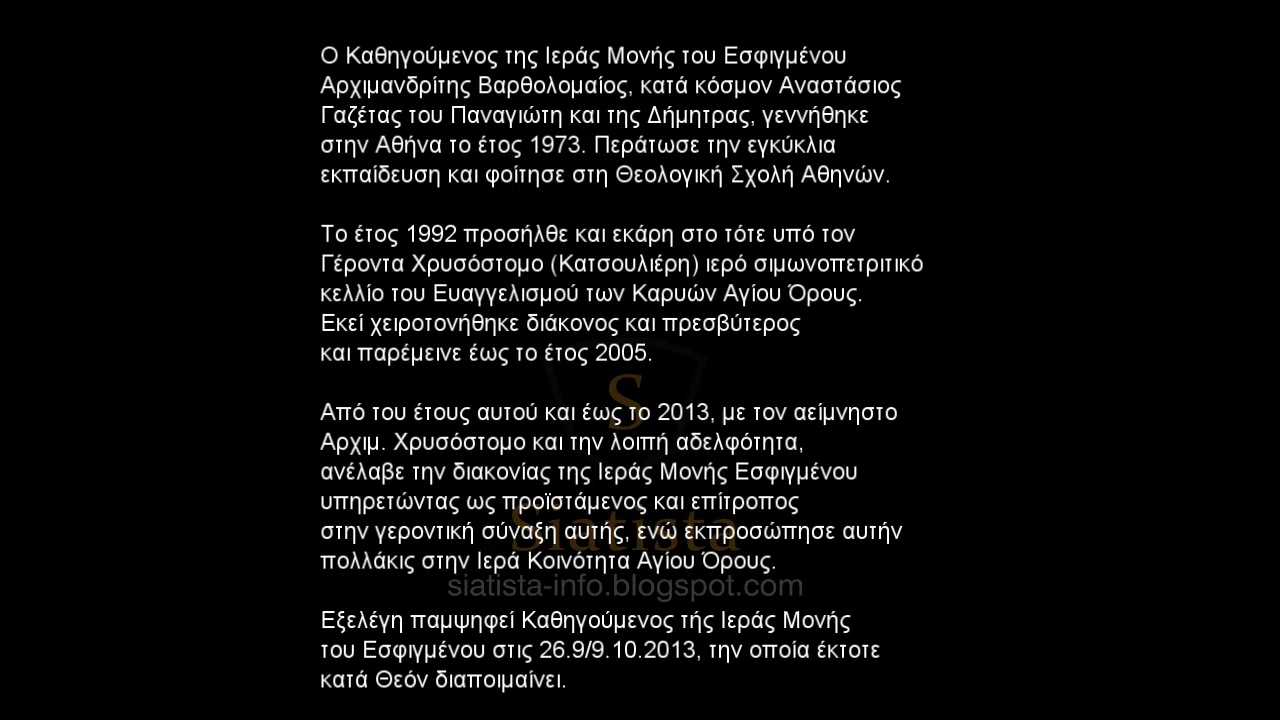 Ο Καθηγούμενος της Ιεράς Μονής του Εσφιγμένου
Αρχιμανδρίτης Βαρθολομαίος, κατά κόσμον Αναστάσιος
Γαζέτας του Παναγιώτη και της Δήμητρας, γεννήθηκε
στην Αθήνα το έτος 1973. Περάτωσε την εγκύκλια
εκπαίδευση και φοίτησε στη Θεολογική Σχολή Αθηνών.
Το έτος 1992 προσήλθε και εκάρη στο τότε υπό τον
Γέροντα Χρυσόστομο (Κατσουλιέρη) ιερό σιμωνοπετριτικό
κελλίο του Ευαγγελισμού των Καρυών Αγίου Όρους.
Εκεί χειροτονήθηκε διάκονος και πρεσβύτερος
και παρέμεινε έως το έτος 2005.
Από του έτους αυτού και έως το 2013, με τον αείμνηστο
Αρχιμ. Χρυσόστομο και την λοιπή αδελφότητα,
ανέλαβε την διακονίας της Ιεράς Μονής Εσφιγμένου
υπηρετώντας ως προϊστάμενος και επίτροπος
στην γεροντική σύναξη αυτής, ενώ εκπροσώπησε αυτήν
πολλάκις στην Ιερά Κοινότητα Αγίου Όρους.
Εξελέγη παμψηφεί Καθηγούμενος τής Ιεράς Μονής
του Εσφιγμένου στις 26.9/9.10.2013, την οποία έκτοτε
κατά Θεόν διαποιμαίνει.
S
Siatista
siatista-info.blogspot.com